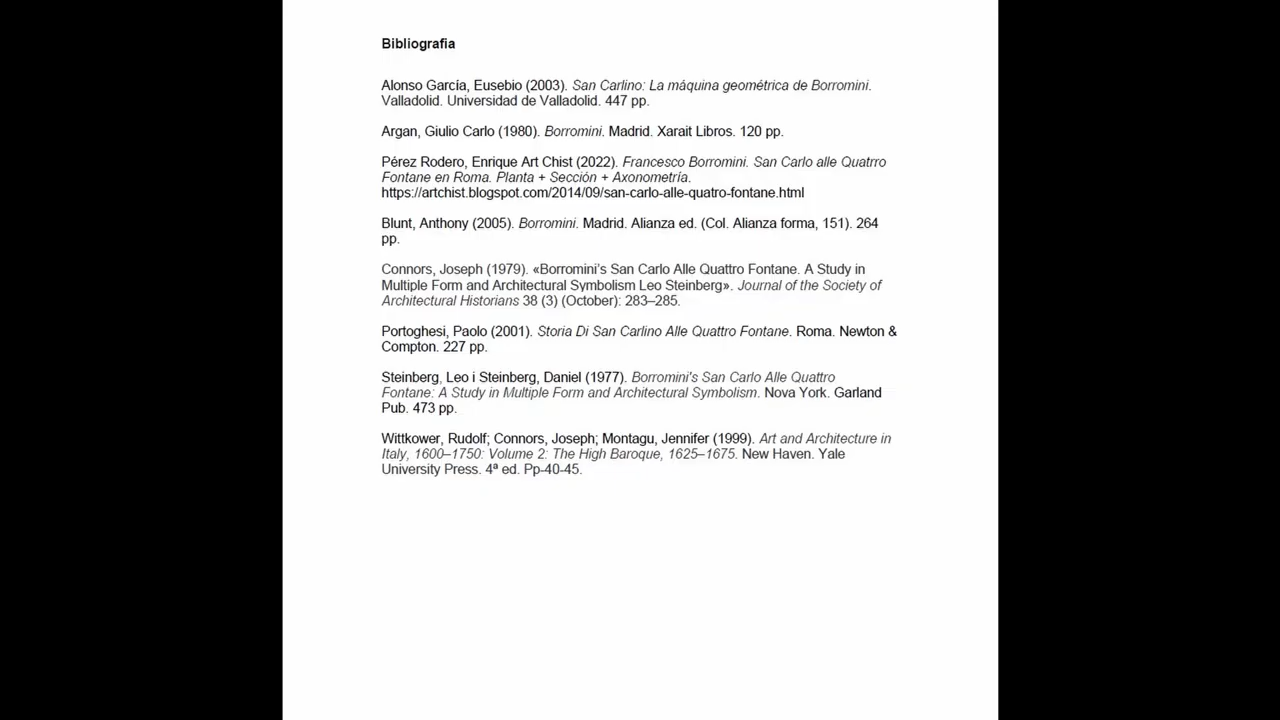 Bibliografia
Alonso García, Eusebio (2003). San Carlino: La máquina geométrica de Borromini.
Valladolid. Universidad de Valladolid. 447 pp.
Argan, Giulio Carlo (1980). Borromini. Madrid. Xarait Libros. 120 pp.
Pérez Rodero, Enrique Art Chist (2022). Francesco Borromini. San Carlo alle Quatrro
Fontane en Roma. Planta + Sección + Axonometría.
https://artchist.blogspot.com/2014/09/san-carlo-alle-quatro-fontane.html
Blunt, Anthony (2005). Borromini. Madrid. Alianza ed. (Col. Alianza forma, 151). 264
pp.
Connors, Joseph (1979). «Borromini’s San Carlo Alle Quattro Fontane. A Study in
Multiple Form and Architectural Symbolism Leo Steinberg». Journal of the Society of
Architectural Historians 38 (3) (October): 283–285.
Portoghesi, Paolo (2001). Storia Di San Carlino Alle Quattro Fontane. Roma. Newton &
Compton. 227 pp.
Steinberg, Leo i Steinberg, Daniel (1977). Borromini's San Carlo Alle Quattro
Fontane: A Study in Multiple Form and Architectural Symbolism. Nova York. Garland
Pub. 473 pp.
Wittkower, Rudolf; Connors, Joseph; Montagu, Jennifer (1999). Art and Architecture in
Italy, 1600–1750: Volume 2: The High Baroque, 1625–1675. New Haven. Yale
University Press. 4ª ed. Pp-40-45.